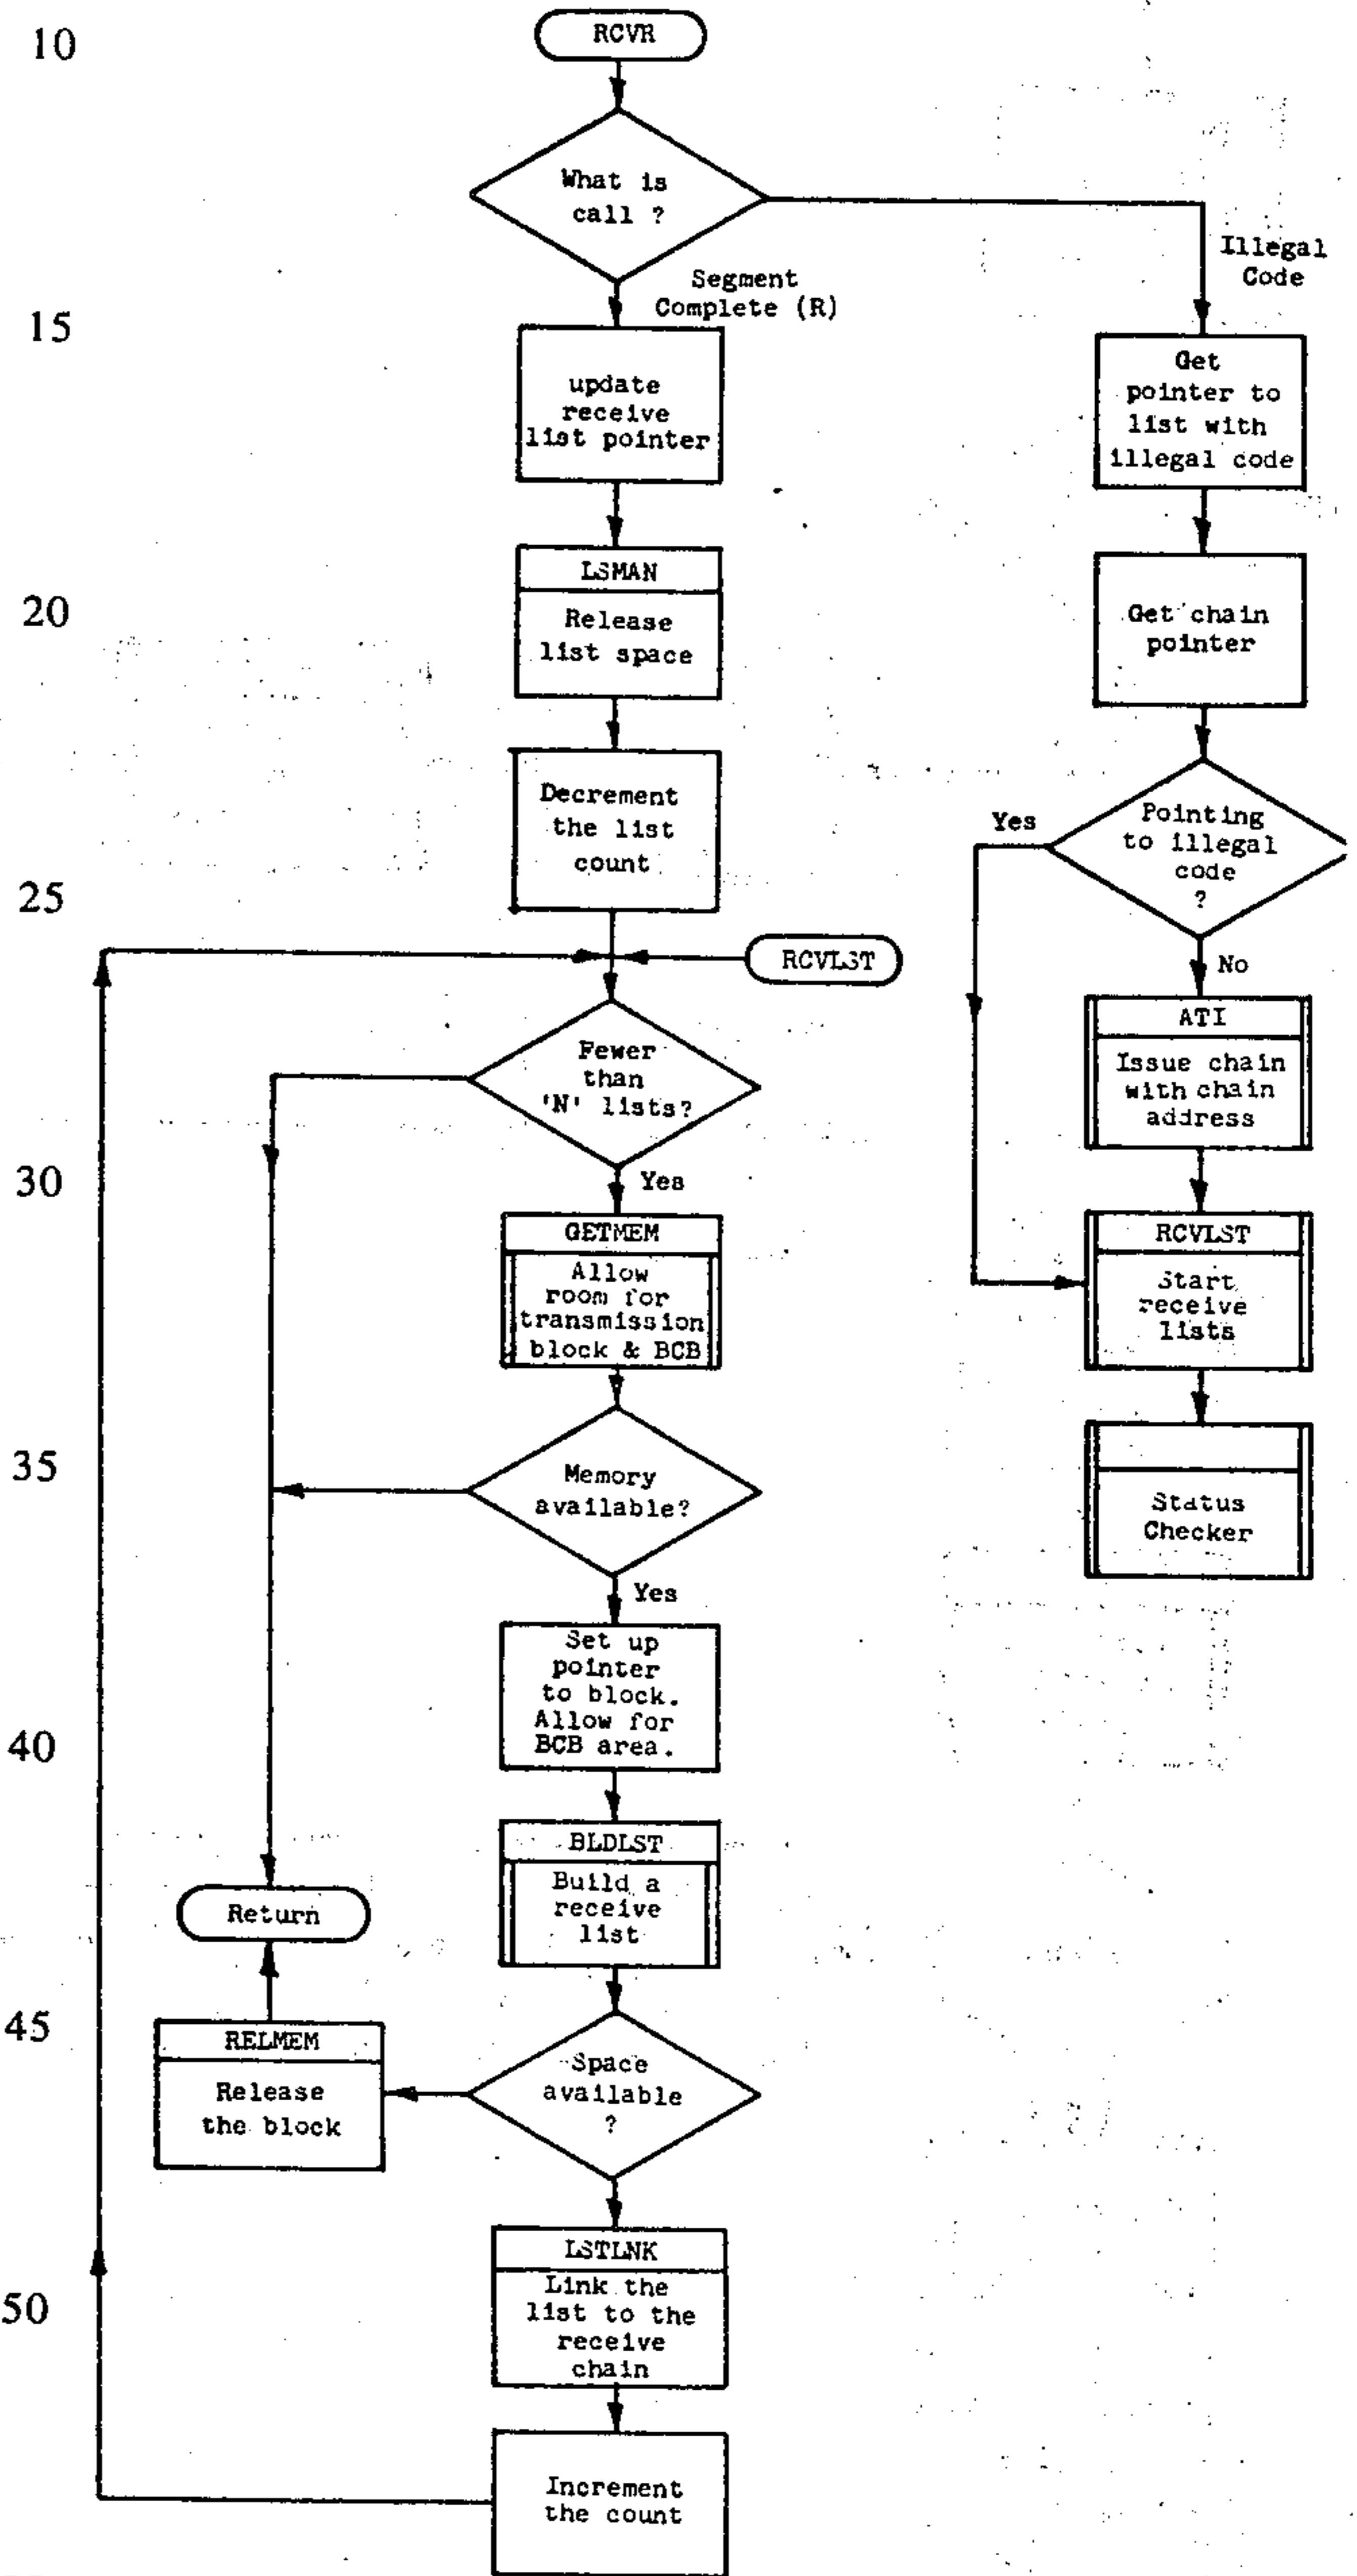 10
RCVR
What is
call ?
Segment
Complete (R)
Illegal
Code
15
update
receive
list pointer
Get
pointer to
list with
illegal code
LSMAN
20
Release
list space
Get chain
pointer
Decrement
the list
count
Yes
Pointing
to illegal
code
?
25
RCVLST
No
ATI
Issue chain
with chain
address
Fewer
than
'N' lists?
30
Yes
GETMEM
Allow
room for
transmission
block & BCB
RCVLST
Start
receive
lists
35
Memory
available?
Status
Checker
Yes
Set up
pointer
to block.
Allow for
BCB area.
40
BLDLST
Build a
receive
list
Return
45
RELMEM
Release
the block
Space
available
?
LSTLNK
50
Link the
list to the
receive
chain
Increment
the count